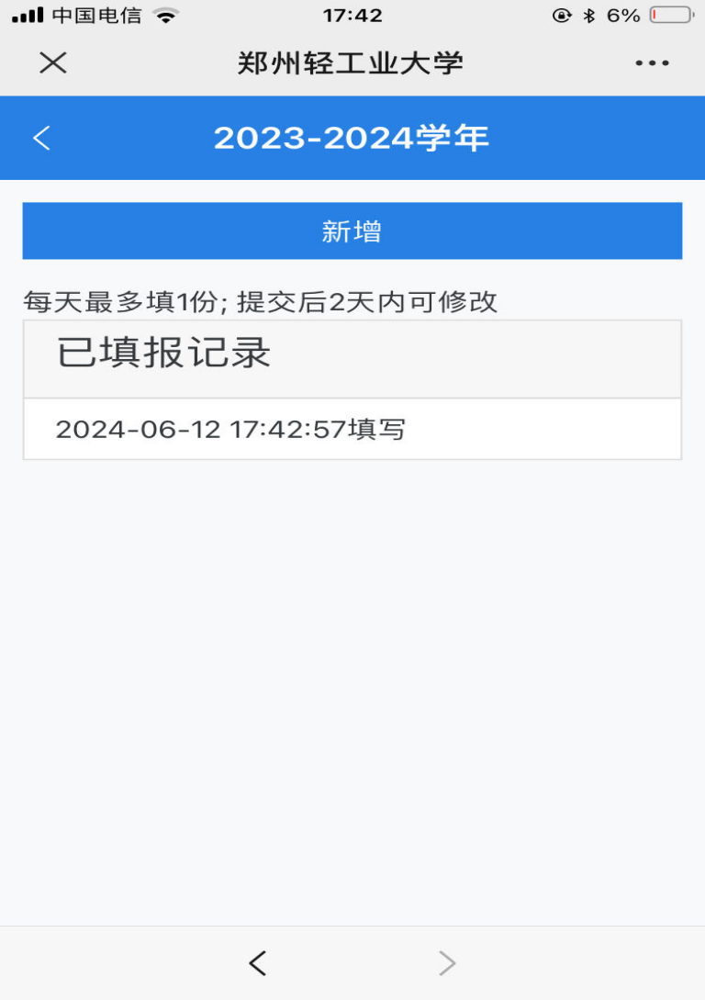 中国电信 17:42 6%
郑州轻工业大学
2023-2024学年
新增
每天最多填1份; 提交后2天内可修改
已填报记录
2024-06-12 17:42:57填写